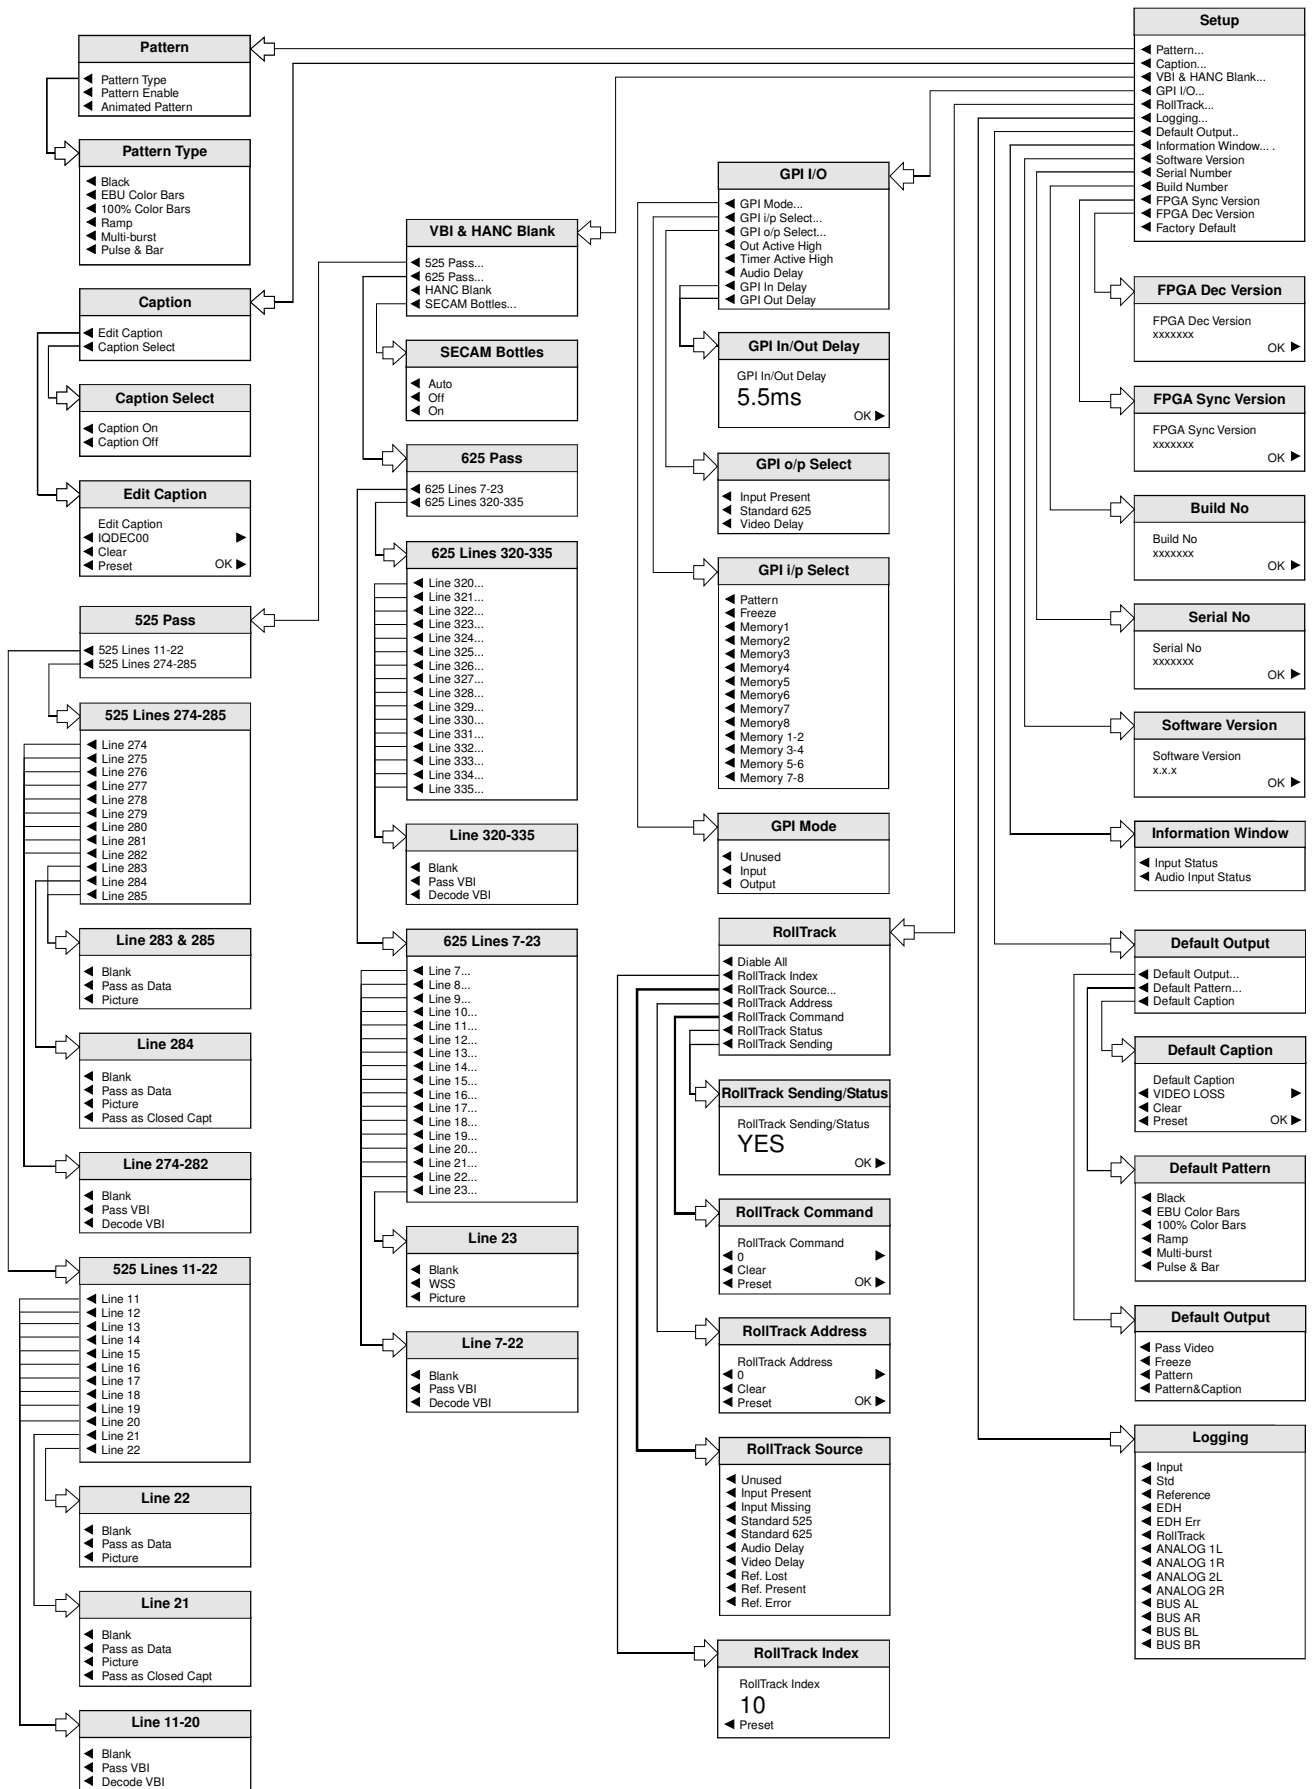 Setup
Pattern...
Caption...
VBI & HANC Blank...
GPI I/O...
RollTrack...
Logging...
Default Output..
Information Window... .
Software Version
Serial Number
Build Number
FPGA Sync Version
FPGA Dec Version
Factory Default
Pattern
Pattern Type
Pattern Enable
Animated Pattern
Pattern Type
Black
EBU Color Bars
100% Color Bars
Ramp
Multi-burst
Pulse & Bar
Caption
Edit Caption
Caption Select
Caption Select
Caption On
Caption Off
Edit Caption
Edit Caption
IQDEC00
Clear
Preset OK
525 Pass
525 Lines 11-22
525 Lines 274-285
525 Lines 274-285
Line 274
Line 275
Line 276
Line 277
Line 278
Line 279
Line 280
Line 281
Line 282
Line 283
Line 284
Line 285
Line 283 & 285
Blank
Pass as Data
Picture
Line 284
Blank
Pass as Data
Picture
Pass as Closed Capt
Line 274-282
Blank
Pass VBI
Decode VBI
525 Lines 11-22
Line 11
Line 12
Line 13
Line 14
Line 15
Line 16
Line 17
Line 18
Line 19
Line 20
Line 21
Line 22
Line 22
Blank
Pass as Data
Picture
Line 21
Blank
Pass as Data
Picture
Pass as Closed Capt
Line 11-20
Blank
Pass VBI
Decode VBI
VBI & HANC Blank
525 Pass...
625 Pass...
HANC Blank
SECAM Bottles...
SECAM Bottles
Auto
Off
On
625 Pass
625 Lines 7-23
625 Lines 320-335
625 Lines 320-335
Line 320...
Line 321...
Line 322...
Line 323...
Line 324...
Line 325...
Line 326...
Line 327...
Line 328...
Line 329...
Line 330...
Line 331...
Line 332...
Line 333...
Line 334...
Line 335...
Line 320-335
Blank
Pass VBI
Decode VBI
625 Lines 7-23
Line 7...
Line 8...
Line 9...
Line 10...
Line 11...
Line 12...
Line 13...
Line 14...
Line 15...
Line 16...
Line 17...
Line 18...
Line 19...
Line 20...
Line 21...
Line 22...
Line 23...
Line 23
Blank
WSS
Picture
Line 7-22
Blank
Pass VBI
Decode VBI
GPI I/O
GPI Mode...
GPI i/p Select...
GPI o/p Select...
Out Active High
Timer Active High
Audio Delay
GPI In Delay
GPI Out Delay
GPI In/Out Delay
GPI In/Out Delay
5.5ms
OK
GPI o/p Select
Input Present
Standard 625
Video Delay
GPI i/p Select
Pattern
Freeze
Memory1
Memory2
Memory3
Memory4
Memory5
Memory6
Memory7
Memory8
Memory 1-2
Memory 3-4
Memory 5-6
Memory 7-8
GPI Mode
Unused
Input
Output
RollTrack
Diable All
RollTrack Index
RollTrack Source...
RollTrack Address
RollTrack Command
RollTrack Status
RollTrack Sending
RollTrack Sending/Status
RollTrack Sending/Status
YES
OK
RollTrack Command
RollTrack Command
0
Clear
Preset OK
RollTrack Address
RollTrack Address
0
Clear
Preset OK
RollTrack Source
Unused
Input Present
Input Missing
Standard 525
Standard 625
Audio Delay
Video Delay
Ref. Lost
Ref. Present
Ref. Error
RollTrack Index
RollTrack Index
10
Preset
FPGA Dec Version
FPGA Dec Version
xxxxxxx
OK
FPGA Sync Version
FPGA Sync Version
xxxxxxx
OK
Build No
Build No
xxxxxxx
OK
Serial No
Serial No
xxxxxxx
OK
Software Version
Software Version
x.x.x
OK
Information Window
Input Status
Audio Input Status
Default Output
Default Output...
Default Pattern...
Default Caption
Default Caption
Default Caption
VIDEO LOSS
Clear
Preset OK
Default Pattern
Black
EBU Color Bars
100% Color Bars
Ramp
Multi-burst
Pulse & Bar
Default Output
Pass Video
Freeze
Pattern
Pattern&Caption
Logging
Input
Std
Reference
EDH
EDH Err
RollTrack
ANALOG 1L
ANALOG 1R
ANALOG 2L
ANALOG 2R
BUS AL
BUS AR
BUS BL
BUS BR